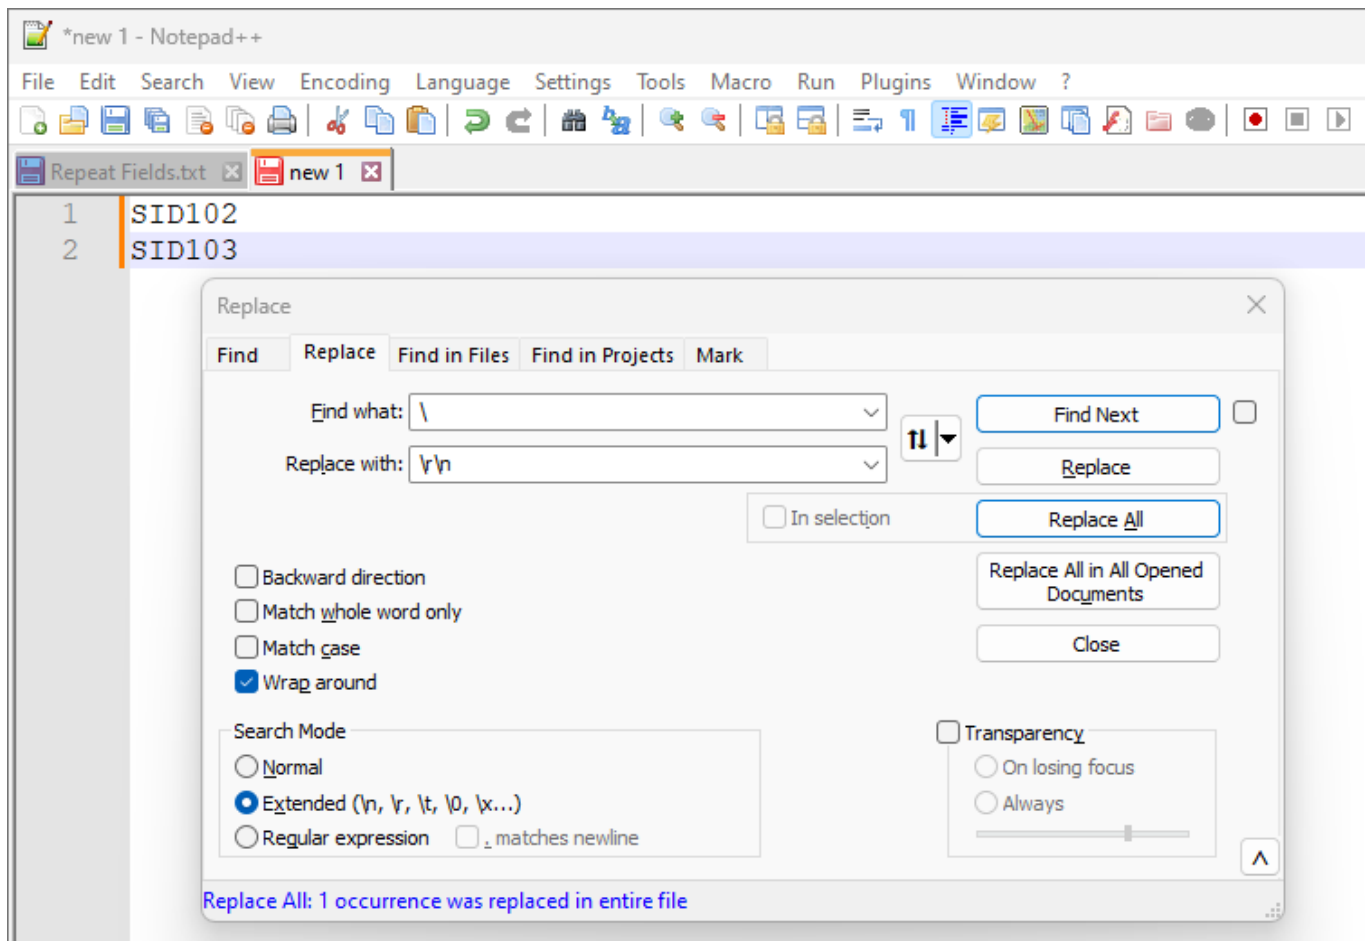 *new 1 - Notepad++
File Edit Search View Encoding Language Settings Tools Macro Run Plugins Window ?
Repeat Fields.txt new 1
1 SID102
2 SID103
Replace
Find Replace Find in Files Find in Projects Mark
Find what: \ Find Next
Replace with: \r\n Replace
In selection Replace All
Backward direction Replace All in All Opened
Documents
Match whole word only
Match case Close
Wrap around
Search Mode Transparency
Normal On losing focus
Extended (\n, \r, \t, \0, \x...) Always
Regular expression . matches newline
Replace All: 1 occurrence was replaced in entire file